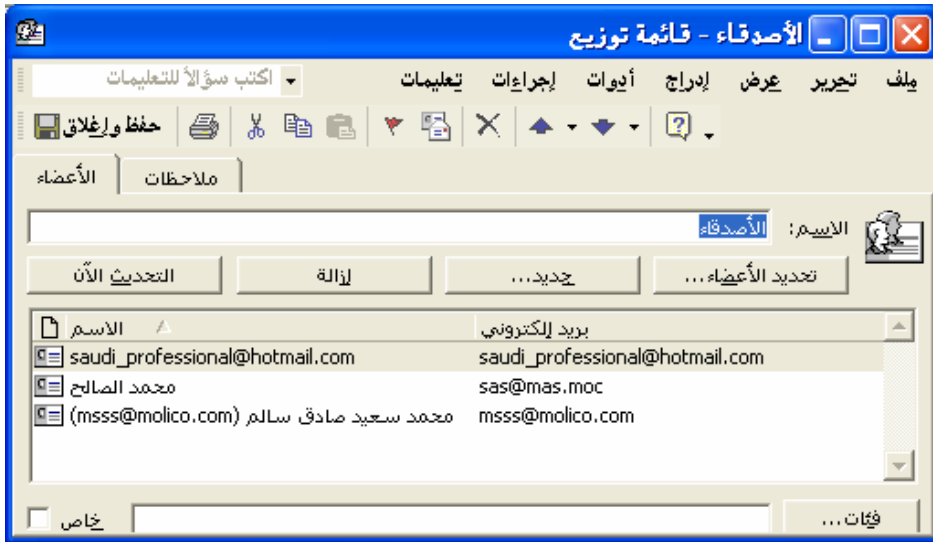 الأصدقاء - قائمة توزيع
ملف تحرير عرض إدراج أدوات إجراءات تعليمات اكتب سؤالاً للتعليمات
حفظ وإغلاق
الأعضاء ملاحظات
الاسم: الأصدقاء
تحديد الأعضاء... جديد... إزالة التحديث الآن
الاسم بريد إلكتروني
saudi_professional@hotmail.com saudi_professional@hotmail.com
محمد الصالح sas@mas.moc
محمد سعيد صادق سالم (msss@molico.com) msss@molico.com
فئات... خاص